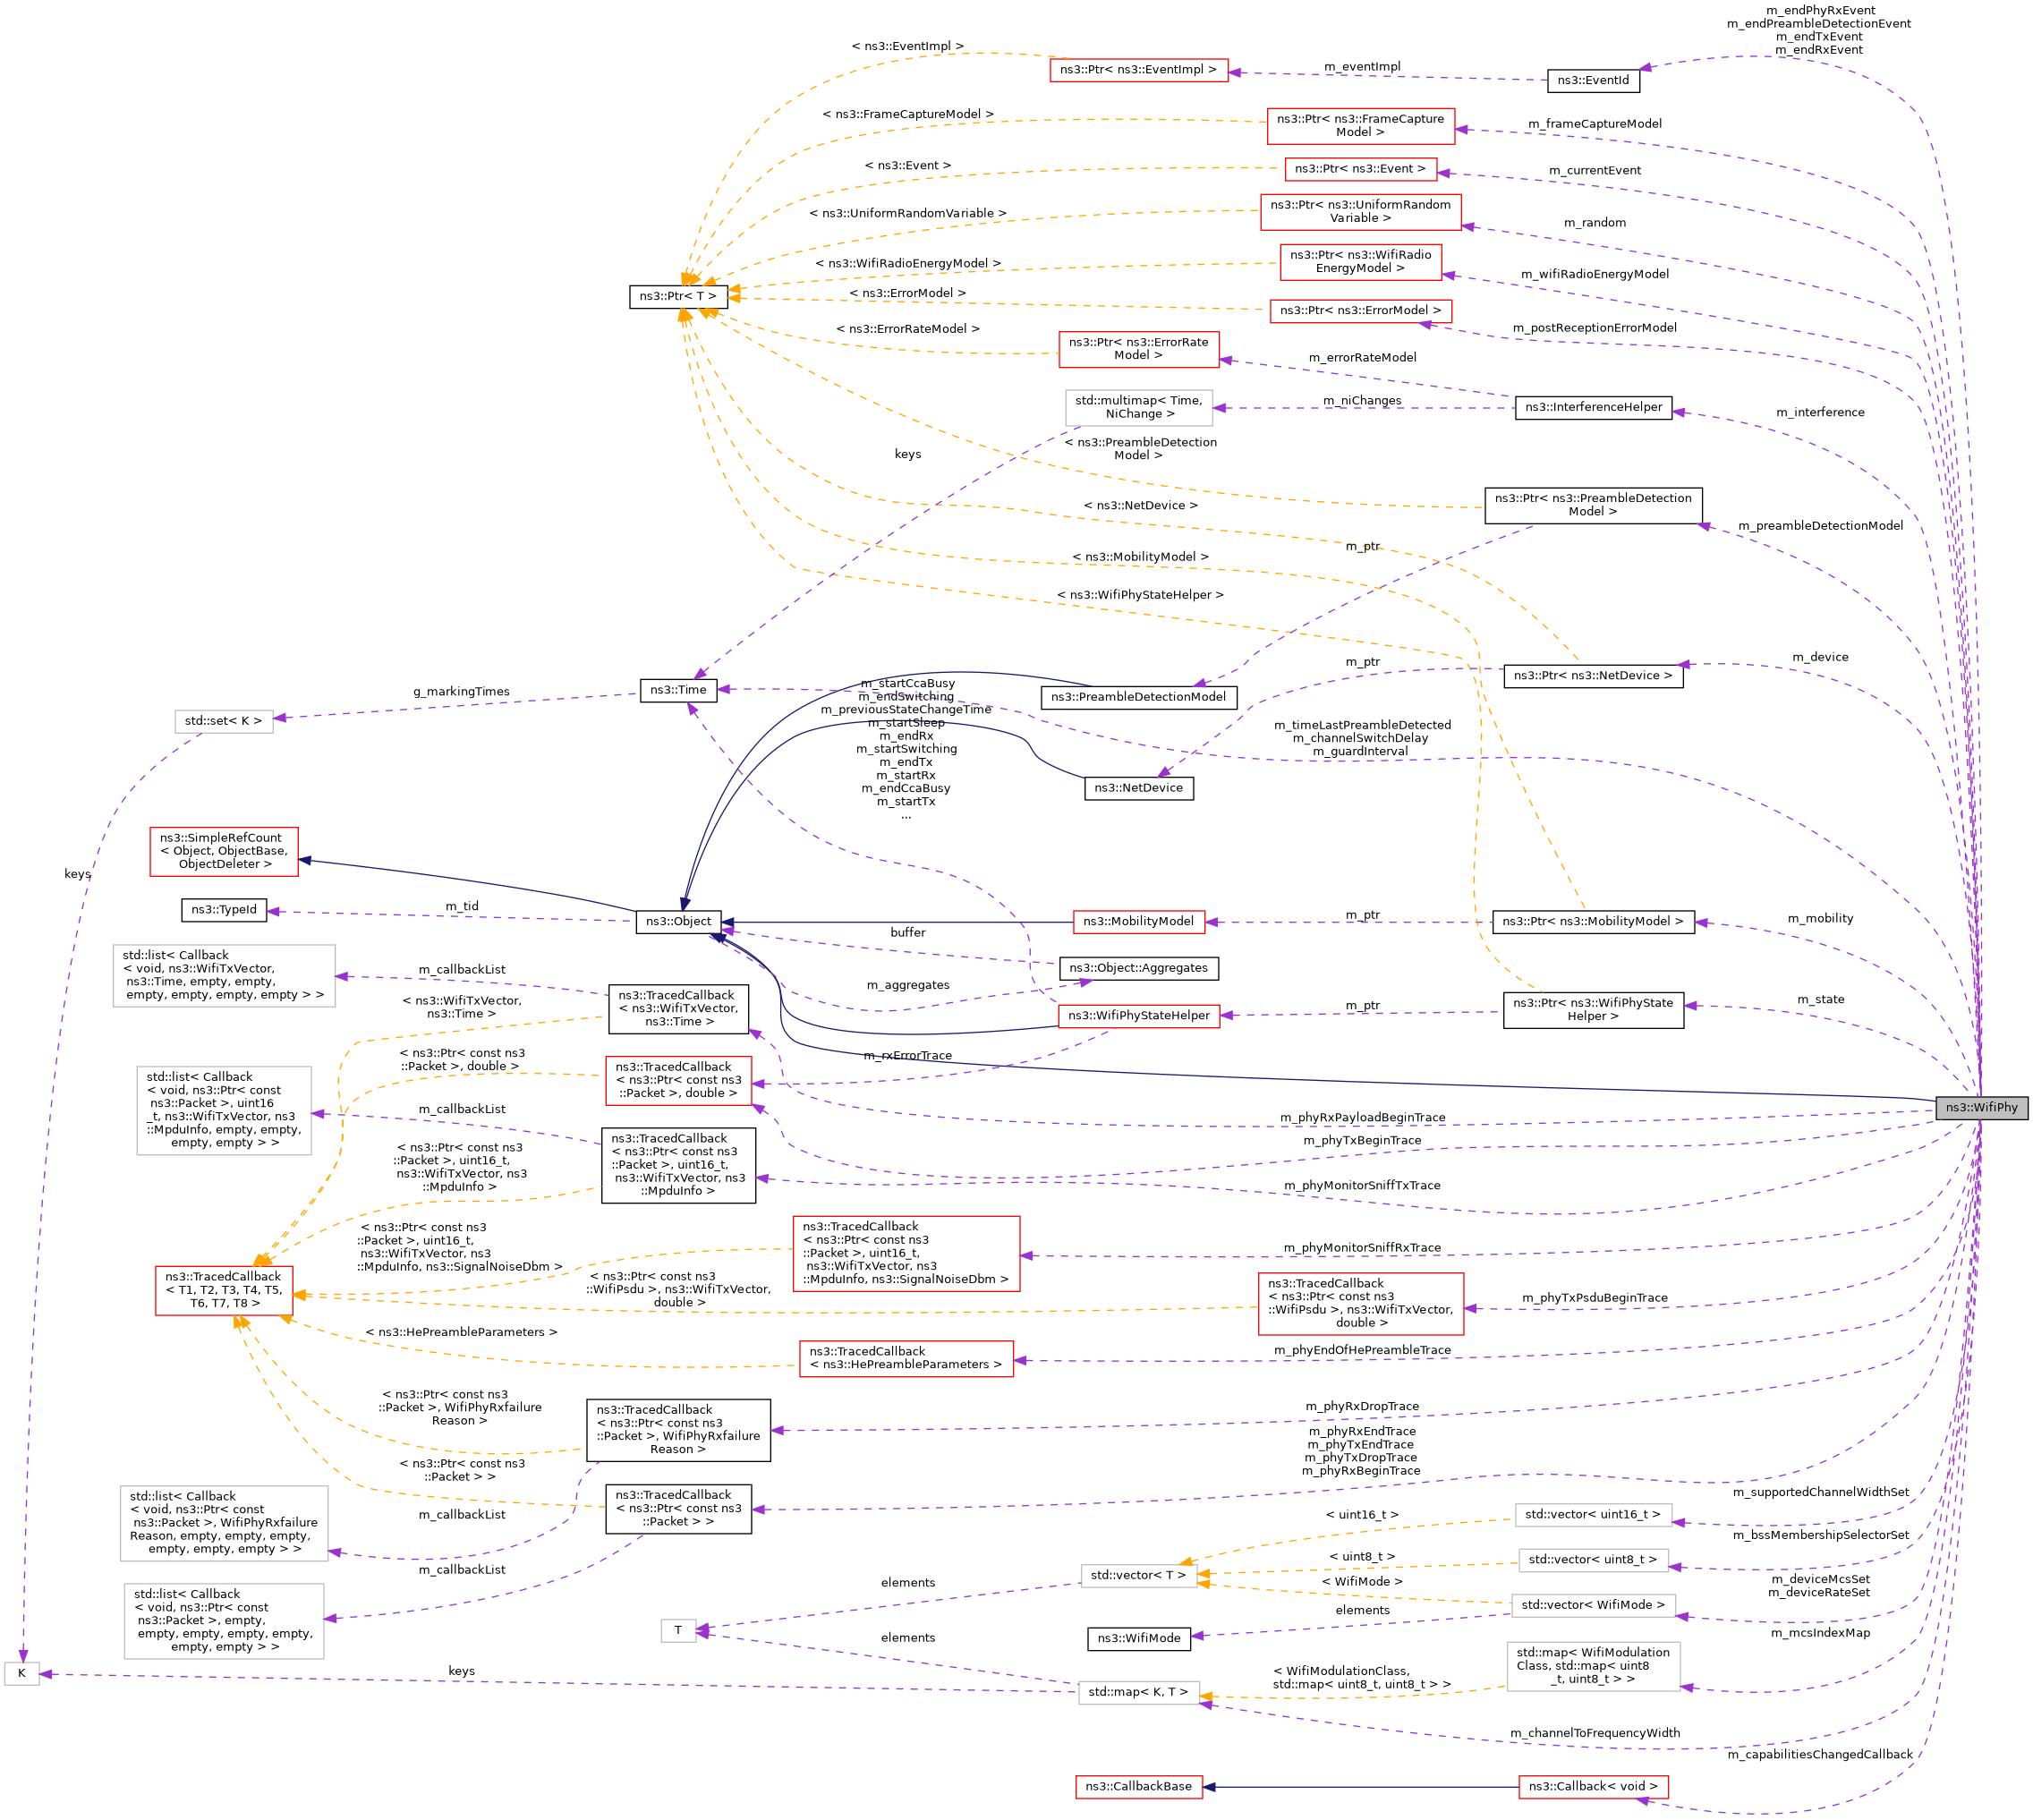 m_endPhyRxEvent
m_endPreambleDetectionEvent
m_endTxEvent
m_endRxEvent
< ns3::EventImpl >
ns3::Ptr< ns3::EventImpl >
m_eventImpl
ns3::EventId
< ns3::FrameCaptureModel >
ns3::Ptr< ns3::FrameCapture
Model >
m_frameCaptureModel
< ns3::Event >
ns3::Ptr< ns3::Event >
m_currentEvent
< ns3::UniformRandomVariable >
ns3::Ptr< ns3::UniformRandom
Variable >
m_random
< ns3::WifiRadioEnergyModel >
ns3::Ptr< ns3::WifiRadio
EnergyModel >
m_wifiRadioEnergyModel
ns3::Ptr< T >
< ns3::ErrorModel >
ns3::Ptr< ns3::ErrorModel >
m_postReceptionErrorModel
< ns3::ErrorRateModel >
ns3::Ptr< ns3::ErrorRate
Model >
m_errorRateModel
std::multimap< Time,
NiChange >
m_niChanges
ns3::InterferenceHelper
m_interference
keys
< ns3::PreambleDetection
Model >
ns3::Ptr< ns3::PreambleDetection
Model >
m_preambleDetectionModel
< ns3::NetDevice >
m_ptr
< ns3::MobilityModel >
< ns3::WifiPhyStateHelper >
m_ptr
ns3::Ptr< ns3::NetDevice >
m_device
g_markingTimes
ns3::Time
ns3::PreambleDetectionModel
std::set< K >
m_startCcaBusy
m_endSwitching
m_previousStateChangeTime
m_startSleep
m_endRx
m_startSwitching
m_endTx
m_startRx
m_endCcaBusy
m_startTx
...
m_timeLastPreambleDetected
m_channelSwitchDelay
m_guardInterval
ns3::NetDevice
ns3::SimpleRefCount
< Object, ObjectBase,
ObjectDeleter >
keys
ns3::TypeId
m_tid
ns3::Object
ns3::MobilityModel
m_ptr
ns3::Ptr< ns3::MobilityModel >
m_mobility
buffer
ns3::Object::Aggregates
m_aggregates
std::list< Callback
< void, ns3::WifiTxVector,
ns3::Time, empty, empty,
empty, empty, empty, empty > >
m_callbackList
< ns3::WifiTxVector,
ns3::Time >
ns3::TracedCallback
< ns3::WifiTxVector,
ns3::Time >
ns3::WifiPhyStateHelper
m_ptr
ns3::Ptr< ns3::WifiPhyState
Helper >
m_state
m_rxErrorTrace
< ns3::Ptr< const ns3
::Packet >, double >
ns3::TracedCallback
< ns3::Ptr< const ns3
::Packet >, double >
ns3::WifiPhy
std::list< Callback
< void, ns3::Ptr< const
ns3::Packet >, uint16
_t, ns3::WifiTxVector, ns3
::MpduInfo, empty, empty,
empty, empty > >
m_callbackList
m_phyRxPayloadBeginTrace
m_phyTxBeginTrace
< ns3::Ptr< const ns3
::Packet >, uint16_t,
ns3::WifiTxVector, ns3
::MpduInfo >
ns3::TracedCallback
< ns3::Ptr< const ns3
::Packet >, uint16_t,
ns3::WifiTxVector, ns3
::MpduInfo >
m_phyMonitorSniffTxTrace
< ns3::Ptr< const ns3
::Packet >, uint16_t,
ns3::WifiTxVector, ns3
::MpduInfo, ns3::SignalNoiseDbm >
ns3::TracedCallback
< ns3::Ptr< const ns3
::Packet >, uint16_t,
ns3::WifiTxVector, ns3
::MpduInfo, ns3::SignalNoiseDbm >
m_phyMonitorSniffRxTrace
ns3::TracedCallback
< T1, T2, T3, T4, T5,
T6, T7, T8 >
< ns3::Ptr< const ns3
::WifiPsdu >, ns3::WifiTxVector,
double >
ns3::TracedCallback
< ns3::Ptr< const ns3
::WifiPsdu >, ns3::WifiTxVector,
double >
m_phyTxPsduBeginTrace
< ns3::HePreambleParameters >
ns3::TracedCallback
< ns3::HePreambleParameters >
m_phyEndOfHePreambleTrace
< ns3::Ptr< const ns3
::Packet >, WifiPhyRxfailure
Reason >
ns3::TracedCallback
< ns3::Ptr< const ns3
::Packet >, WifiPhyRxfailure
Reason >
m_phyRxDropTrace
m_phyRxEndTrace
m_phyTxEndTrace
m_phyTxDropTrace
m_phyRxBeginTrace
< ns3::Ptr< const ns3
::Packet > >
ns3::TracedCallback
< ns3::Ptr< const ns3
::Packet > >
std::list< Callback
< void, ns3::Ptr< const
ns3::Packet >, WifiPhyRxfailure
Reason, empty, empty, empty,
empty, empty, empty > >
m_callbackList
m_callbackList
std::list< Callback
< void, ns3::Ptr< const
ns3::Packet >, empty,
empty, empty, empty, empty,
empty, empty > >
< uint16_t >
std::vector< uint16_t >
m_supportedChannelWidthSet
< uint8_t >
std::vector< uint8_t >
m_bssMembershipSelectorSet
std::vector< T >
elements
< WifiMode >
std::vector< WifiMode >
m_deviceMcsSet
m_deviceRateSet
elements
ns3::WifiMode
T
elements
m_mcsIndexMap
std::map< WifiModulation
Class, std::map< uint8
_t, uint8_t > >
< WifiModulationClass,
std::map< uint8_t, uint8_t > >
K
keys
std::map< K, T >
m_channelToFrequencyWidth
m_capabilitiesChangedCallback
ns3::CallbackBase
ns3::Callback< void >